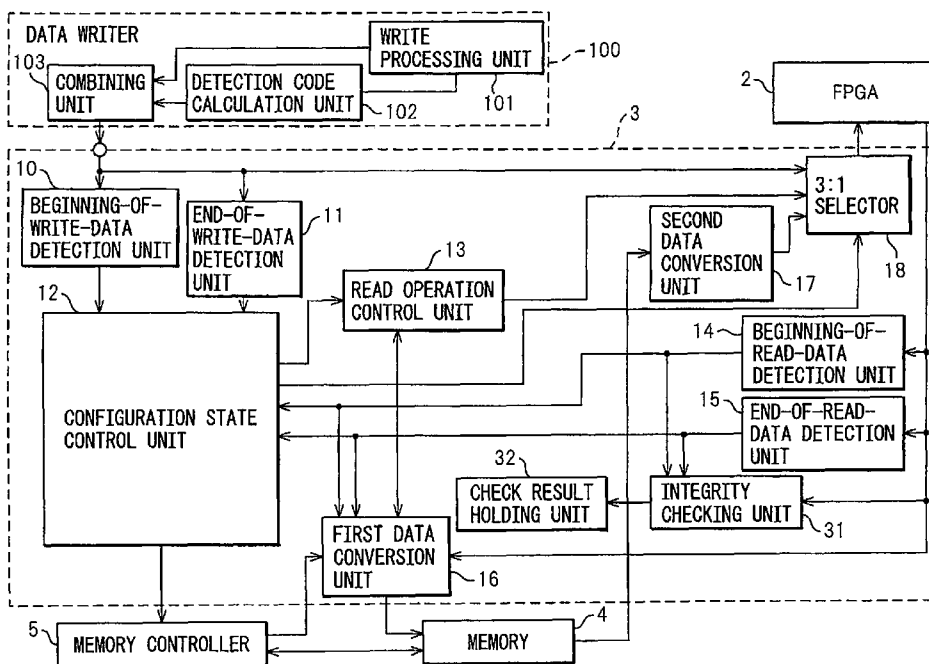 DATA WRITER
103
COMBINING
UNIT
DETECTION CODE
CALCULATION UNIT
102
WRITE
PROCESSING UNIT
101
100
2
FPGA
3
10
BEGINNING-OF-
WRITE-DATA
DETECTION UNIT
END-OF-
WRITE-DATA
DETECTION
UNIT
11
3:1
SELECTOR
18
SECOND
DATA
CONVERSION
UNIT
17
13
READ OPERATION
CONTROL UNIT
12
CONFIGURATION STATE
CONTROL UNIT
14
BEGINNING-OF-
READ-DATA
DETECTION UNIT
15
END-OF-READ-
DATA DETECTION
UNIT
32
CHECK RESULT
HOLDING UNIT
INTEGRITY
CHECKING UNIT
31
FIRST DATA
CONVERSION
UNIT
16
5
MEMORY CONTROLLER
MEMORY
4